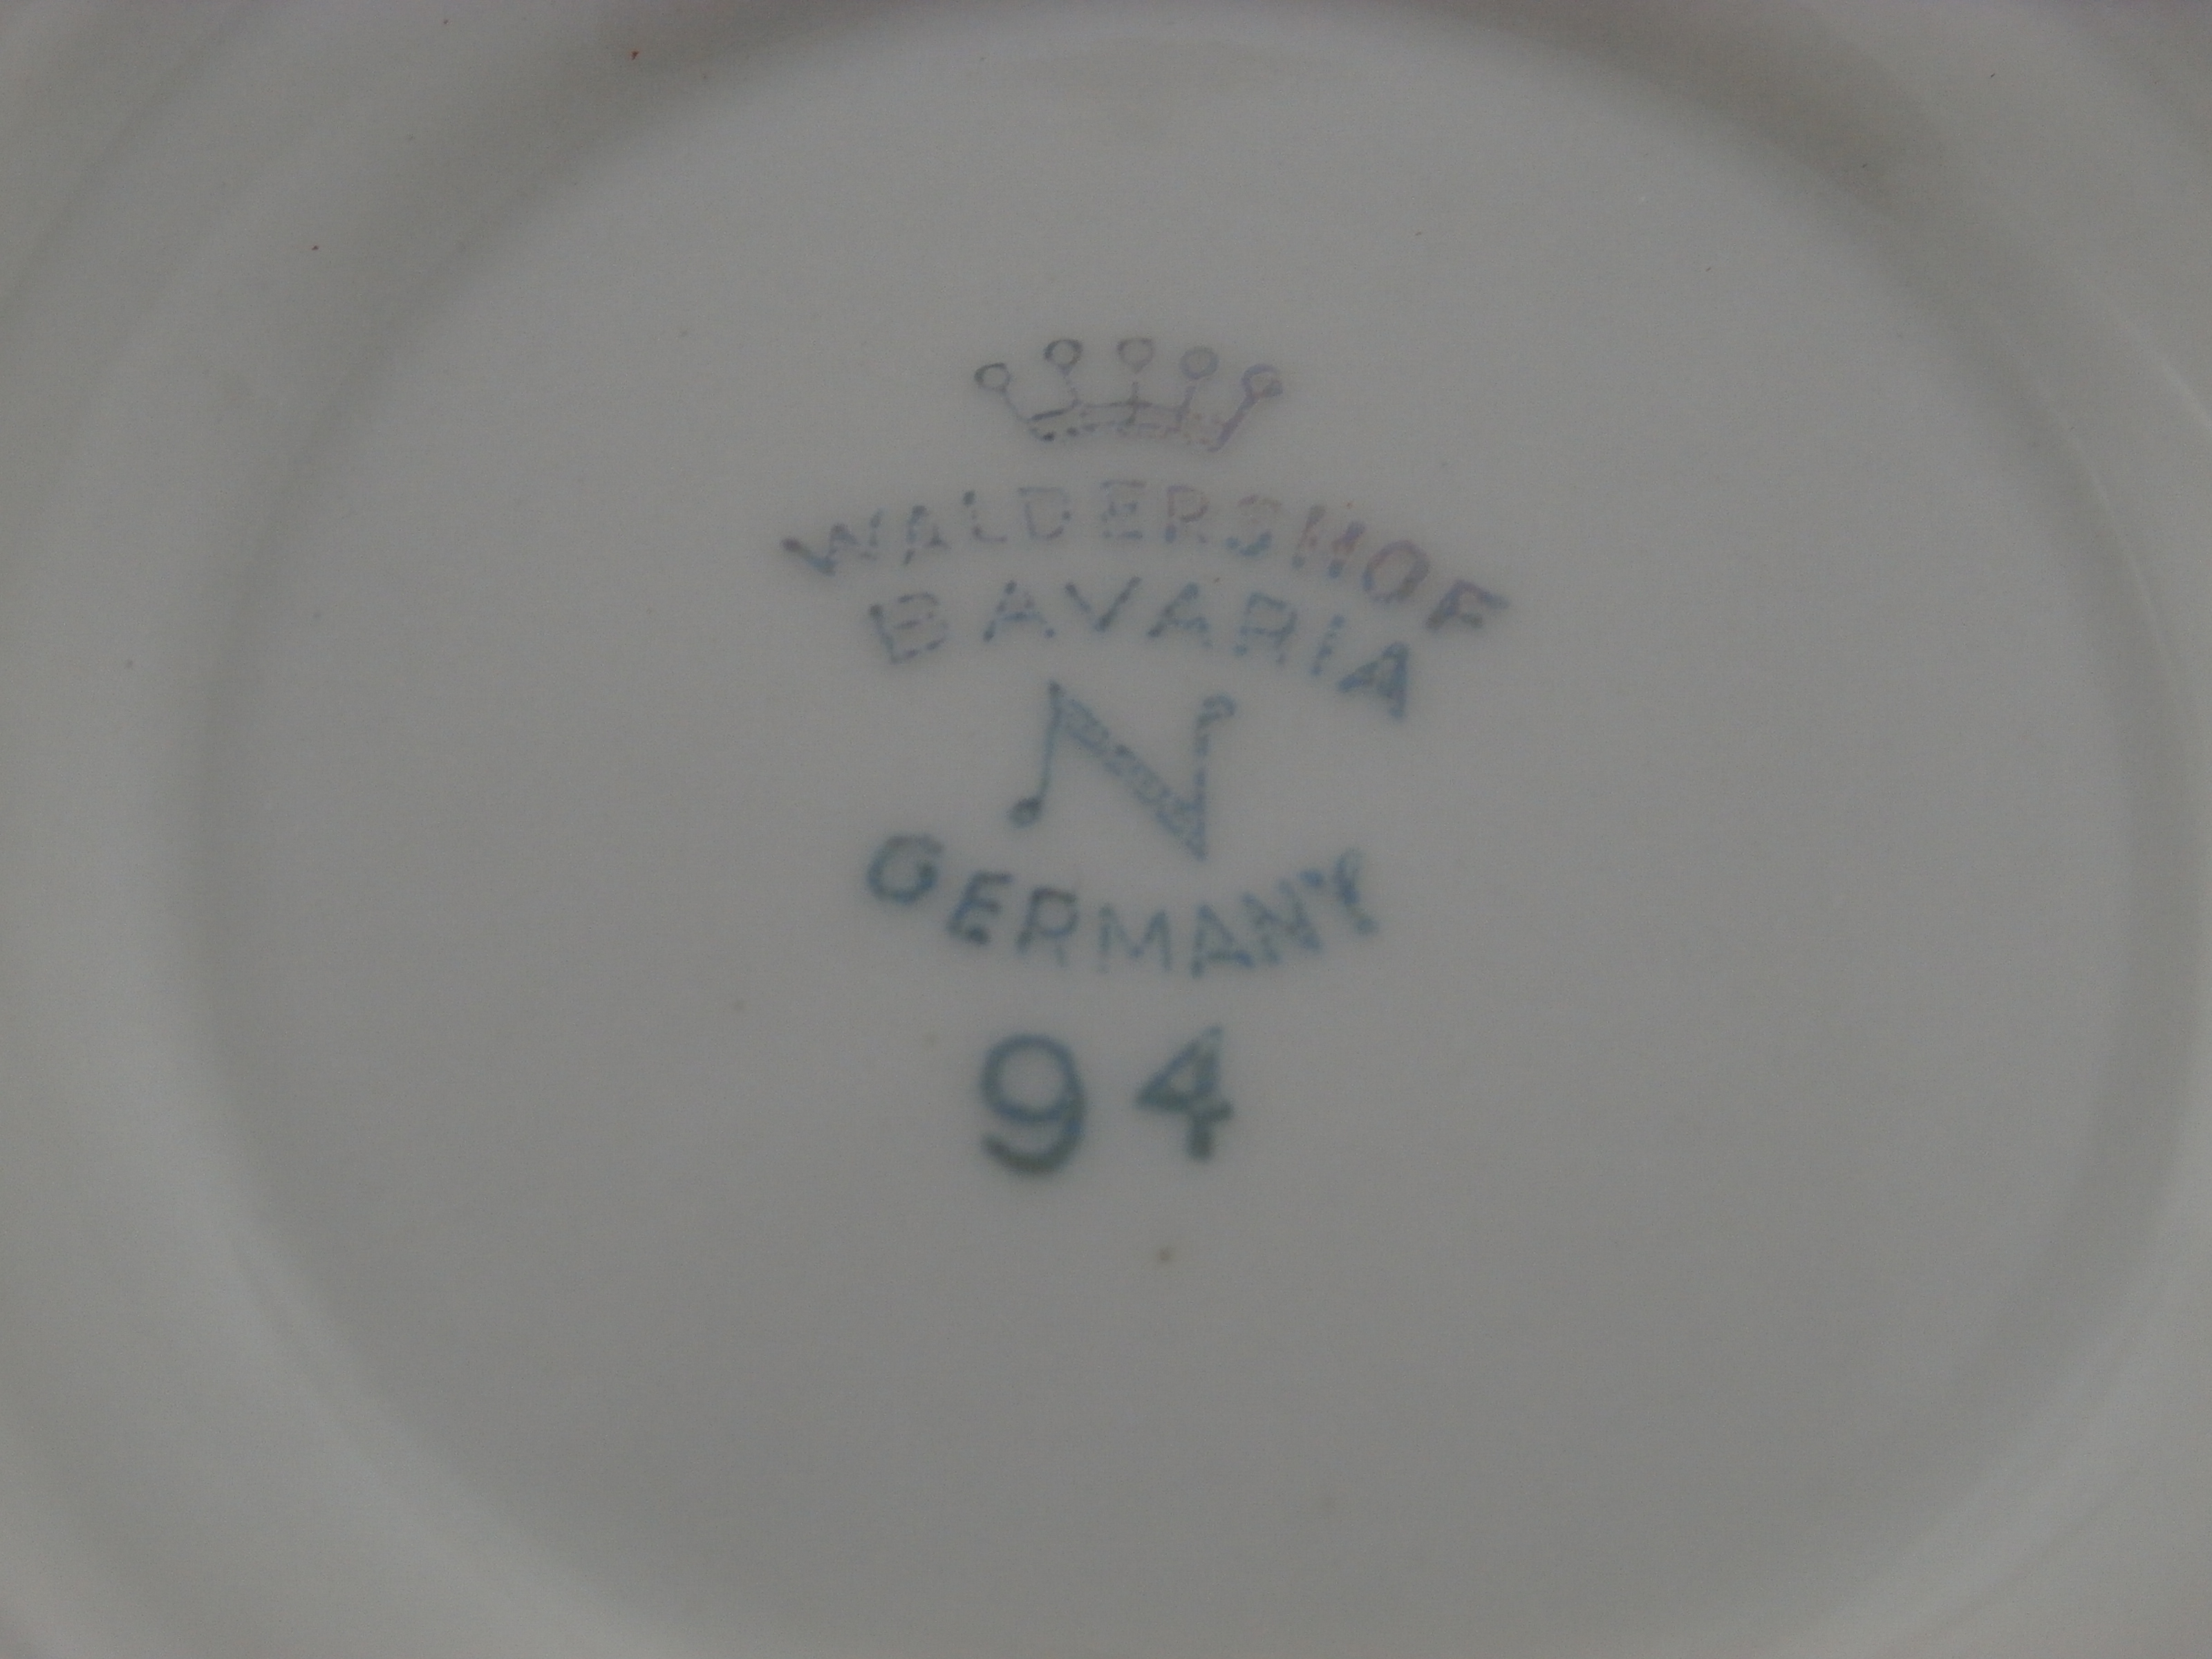 WALDERSHOF
BAVARIA
N
GERMANY
94